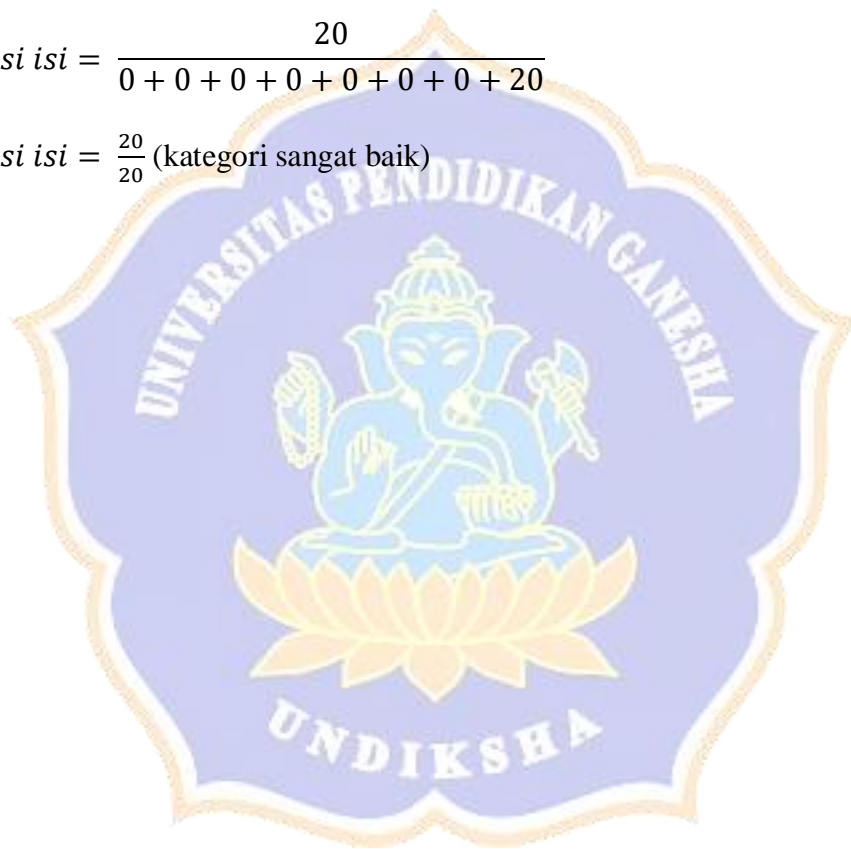 si isi = 20 / 0 + 0 + 0 + 0 + 0 + 0 + 0 + 20
si isi = 20/20 (kategori sangat baik)
UNIVERSITAS PENDIDIKAN GANESHA
UNDIKSHA